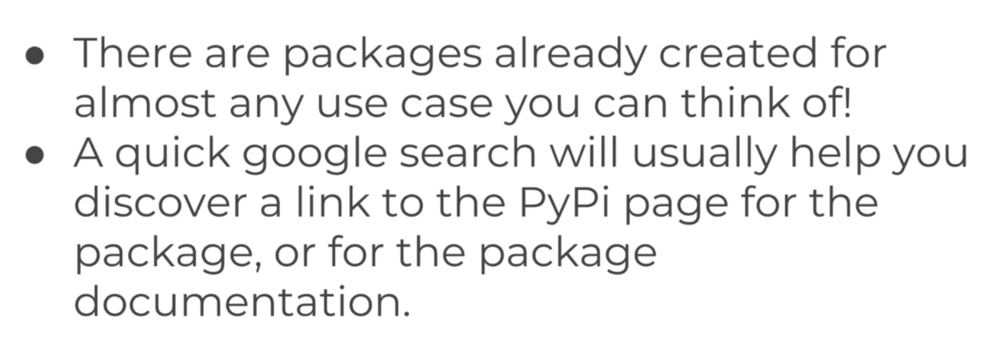 ● There are packages already created for
almost any use case you can think of!
● A quick google search will usually help you
discover a link to the PyPi page for the
package, or for the package
documentation.